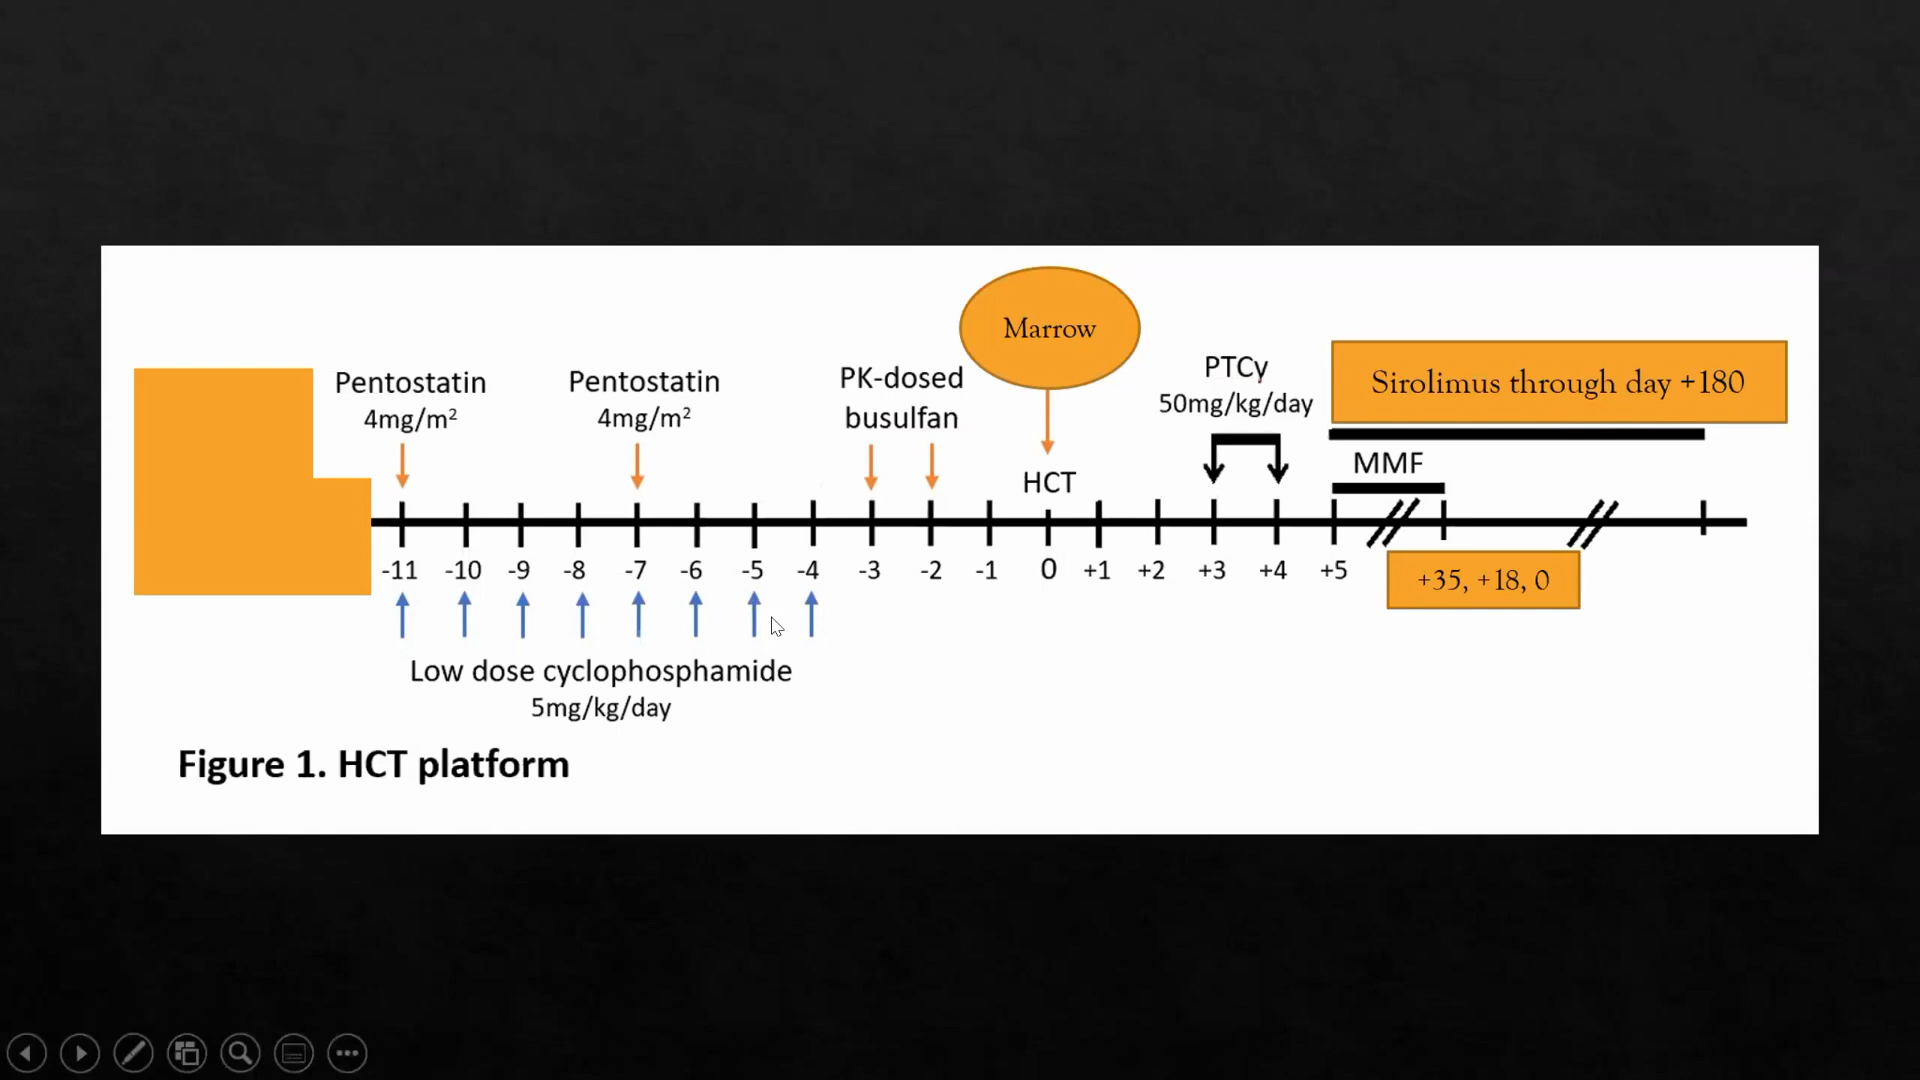 Marrow
Pentostatin
4mg/m²
Pentostatin
4mg/m²
PK-dosed
busulfan
PTCy
50mg/kg/day
Sirolimus through day +180
MMF
HCT
-11 -10 -9 -8 -7 -6 -5 -4 -3 -2 -1 0 +1 +2 +3 +4 +5
+35, +18, 0
Low dose cyclophosphamide
5mg/kg/day
Figure 1. HCT platform